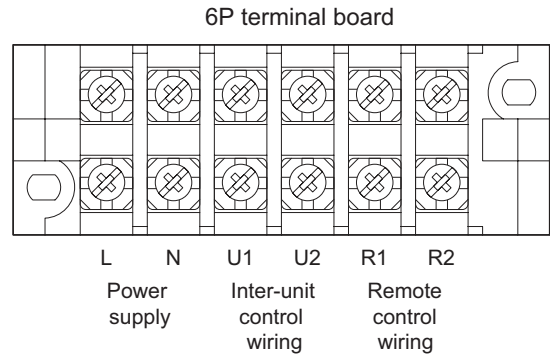 6P terminal board
L N U1 U2 R1 R2
Power supply
Inter-unit control wiring
Remote control wiring